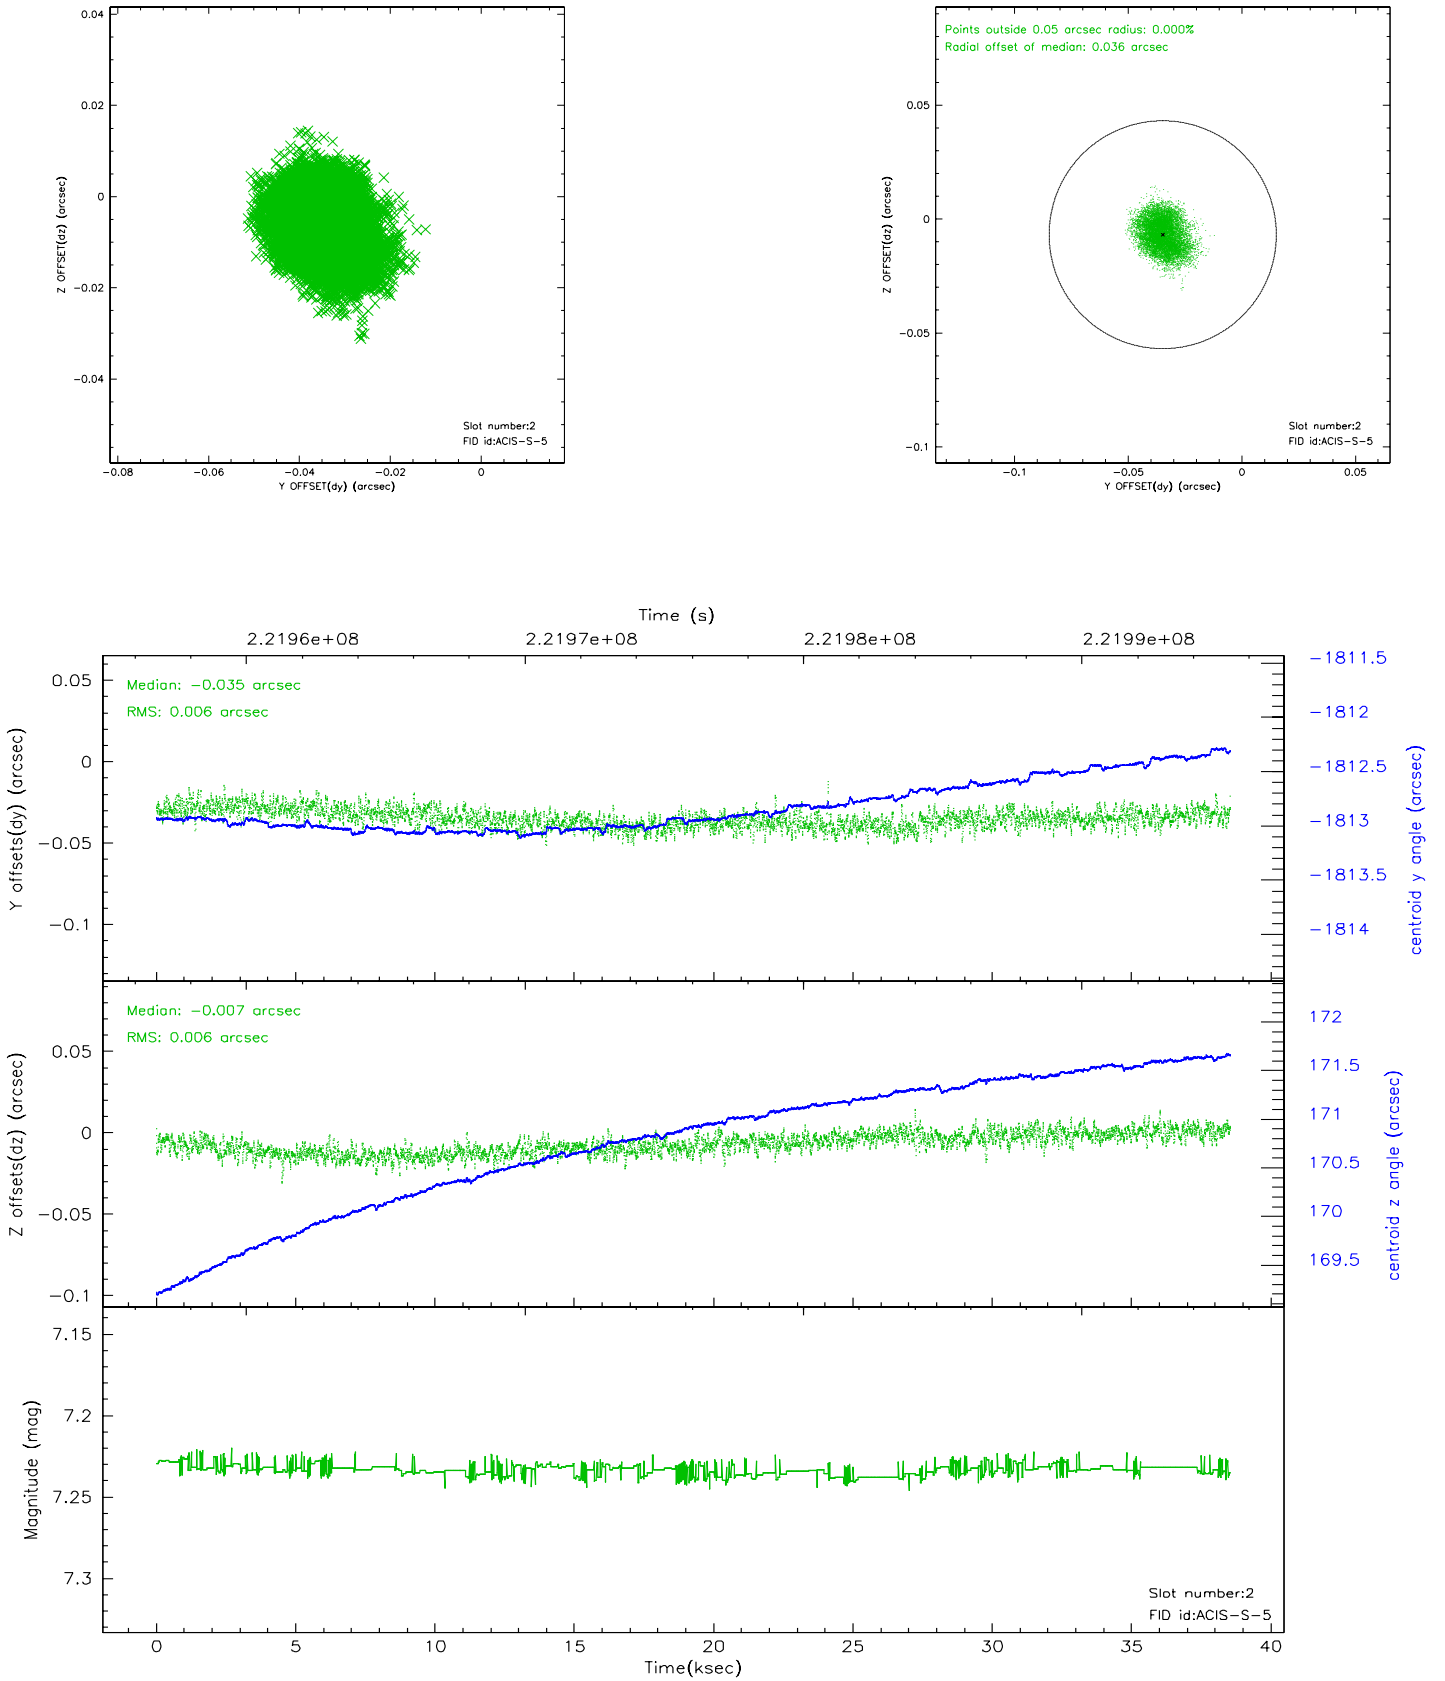 0.04
0.02
0
−0.02
−0.04
Z OFFSET(dz) (arcsec)
−0.08
−0.06
−0.04
−0.02
0
Y OFFSET(dy) (arcsec)
Slot number:2
FID id:ACIS−S−5
Points outside 0.05 arcsec radius: 0.000%
Radial offset of median: 0.036 arcsec
0.05
0
−0.05
−0.1
Z OFFSET(dz) (arcsec)
−0.1
−0.05
0
0.05
Y OFFSET(dy) (arcsec)
Slot number:2
FID id:ACIS−S−5
Time (s)
2.2196e+08
2.2197e+08
2.2198e+08
2.2199e+08
Median: −0.035 arcsec
RMS: 0.006 arcsec
0.05
0
−0.05
−0.1
Y offsets(dy) (arcsec)
−1811.5
−1812
−1812.5
−1813
−1813.5
−1814
centroid y angle (arcsec)
Median: −0.007 arcsec
RMS: 0.006 arcsec
0.05
0
−0.05
−0.1
Z offsets(dz) (arcsec)
172
171.5
171
170.5
170
169.5
centroid z angle (arcsec)
7.15
7.2
7.25
7.3
Magnitude (mag)
Slot number:2
FID id:ACIS−S−5
0
5
10
15
20
25
30
35
40
Time(ksec)